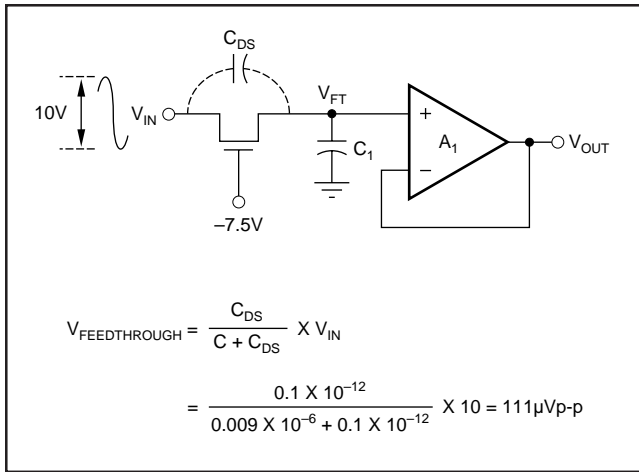 C_DS
10V
V_IN
V_FT
C_1
+
A_1
–
V_OUT
–7.5V
V_FEEDTHROUGH = C_DS / (C + C_DS) X V_IN
= 0.1 X 10^–12 / (0.009 X 10^–6 + 0.1 X 10^–12) X 10 = 111µVp-p